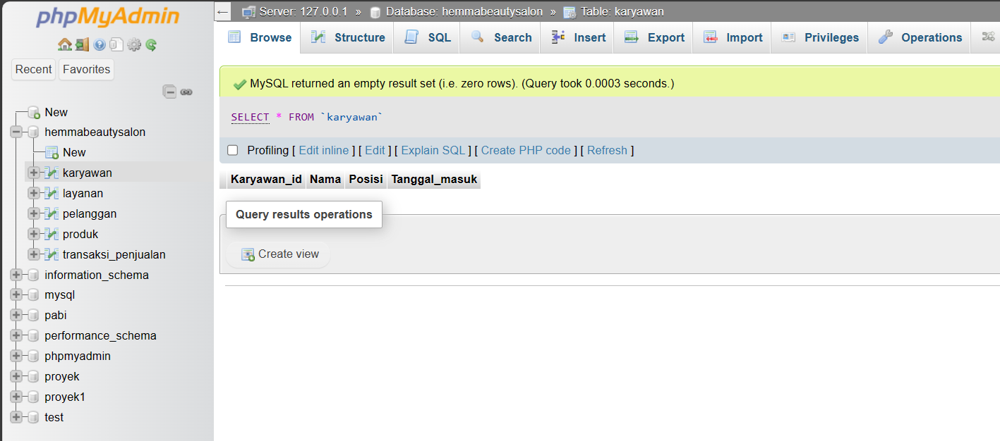 phpMyAdmin
Recent Favorites
New
hemmabeautysalon
New
karyawan
layanan
pelanggan
produk
transaksi_penjualan
information_schema
mysql
pabi
performance_schema
phpmyadmin
proyek
proyek1
test
← Server: 127.0.0.1 » Database: hemmabeautysalon » Table: karyawan
Browse Structure SQL Search Insert Export Import Privileges Operations
MySQL returned an empty result set (i.e. zero rows). (Query took 0.0003 seconds.)
SELECT * FROM `karyawan`
Profiling [ Edit inline ] [ Edit ] [ Explain SQL ] [ Create PHP code ] [ Refresh ]
Karyawan_id Nama Posisi Tanggal_masuk
Query results operations
Create view